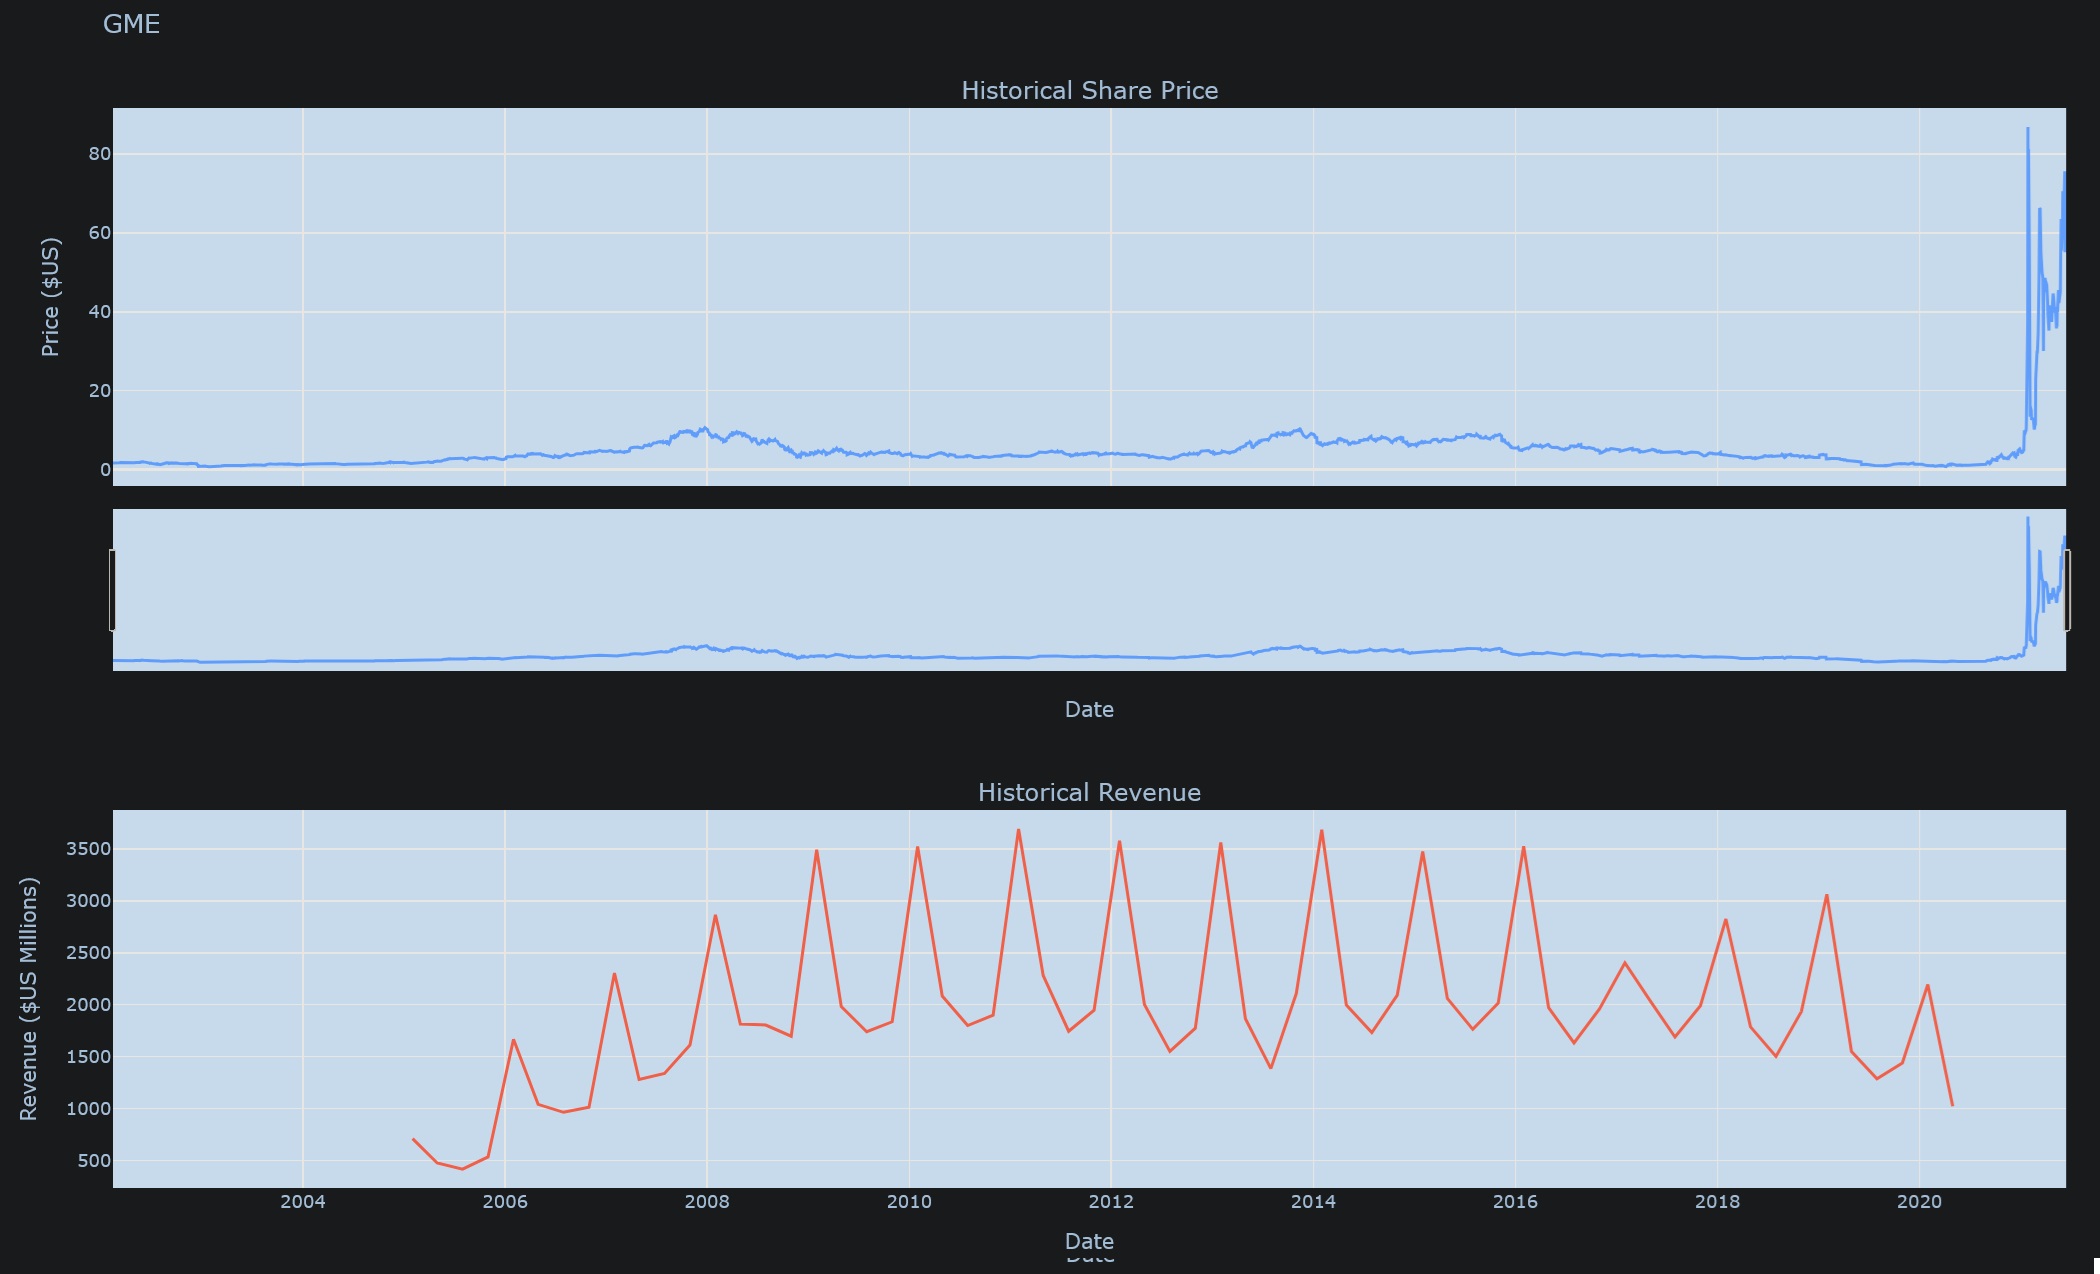 GME
Historical Share Price
Price ($US)
80
60
40
20
0
Date
Historical Revenue
Revenue ($US Millions)
3500
3000
2500
2000
1500
1000
500
2004 2006 2008 2010 2012 2014 2016 2018 2020
Date
Date